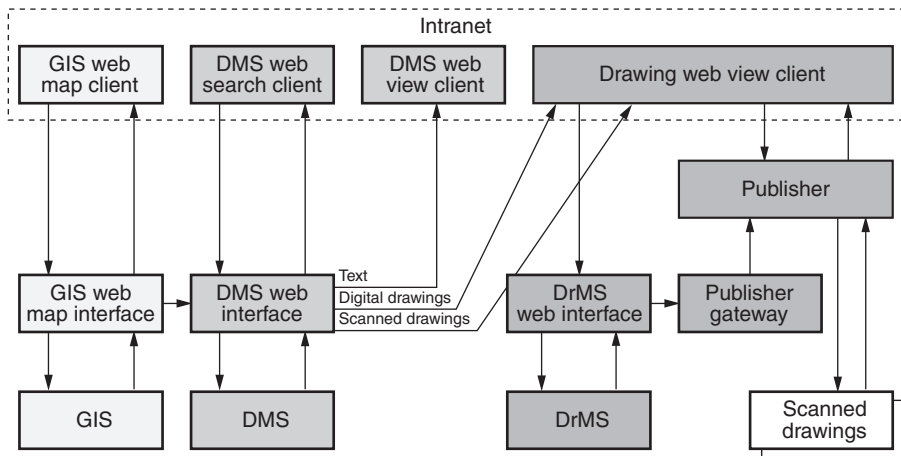 Intranet
GIS web
map client
DMS web
search client
DMS web
view client
Drawing web view client
Publisher
Text
Digital drawings
Scanned drawings
GIS web
map interface
DMS web
interface
DrMS
web interface
Publisher
gateway
GIS
DMS
DrMS
Scanned
drawings